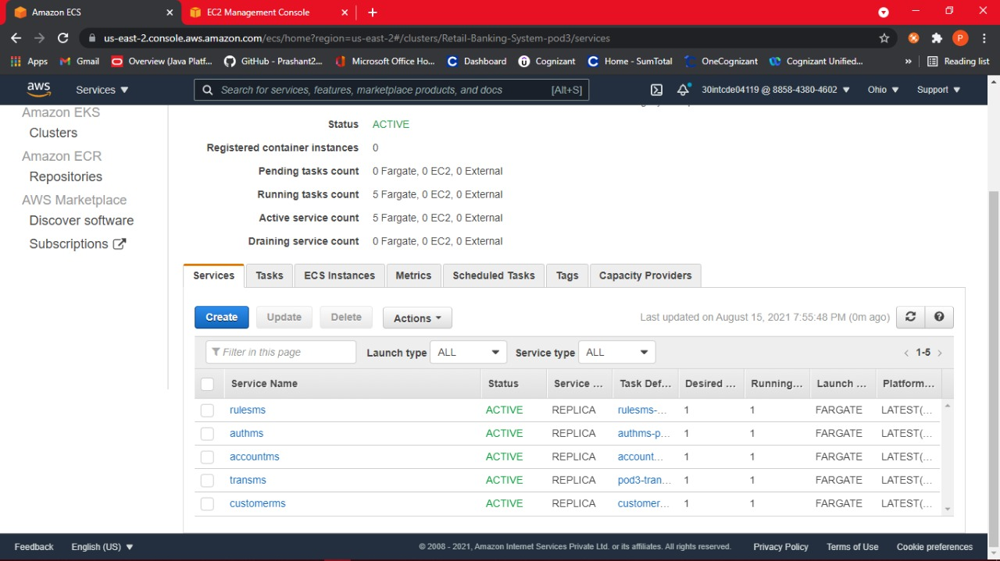 Amazon ECS
EC2 Management Console
us-east-2.console.aws.amazon.com/ecs/home?region=us-east-2#/clusters/Retail-Banking-System-pod3/services
P
Apps Gmail Overview (Java Platf... GitHub - Prashant2... Microsoft Office Ho... Dashboard Cognizant Home - SumTotal OneCognizant Cognizant Unified... » Reading list
aws Services Search for services, features, marketplace products, and docs [Alt+S] 30intcde04119 @ 8858-4380-4602 Ohio Support
Amazon EKS
Clusters
Amazon ECR
Repositories
AWS Marketplace
Discover software
Subscriptions
Status ACTIVE
Registered container instances 0
Pending tasks count 0 Fargate, 0 EC2, 0 External
Running tasks count 5 Fargate, 0 EC2, 0 External
Active service count 5 Fargate, 0 EC2, 0 External
Draining service count 0 Fargate, 0 EC2, 0 External
Services Tasks ECS Instances Metrics Scheduled Tasks Tags Capacity Providers
Create Update Delete Actions Last updated on August 15, 2021 7:55:48 PM (0m ago)
Filter in this page Launch type ALL Service type ALL < 1-5 >
Service Name Status Service ... Task Def... Desired ... Running... Launch ... Platform...
rulesms ACTIVE REPLICA rulesms-... 1 1 FARGATE LATEST(...
authms ACTIVE REPLICA authms-p... 1 1 FARGATE LATEST(...
accountms ACTIVE REPLICA account... 1 1 FARGATE LATEST(...
transms ACTIVE REPLICA pod3-tran... 1 1 FARGATE LATEST(...
customerms ACTIVE REPLICA customer... 1 1 FARGATE LATEST(...
Feedback English (US) © 2008 - 2021, Amazon Internet Services Private Ltd. or its affiliates. All rights reserved. Privacy Policy Terms of Use Cookie preferences